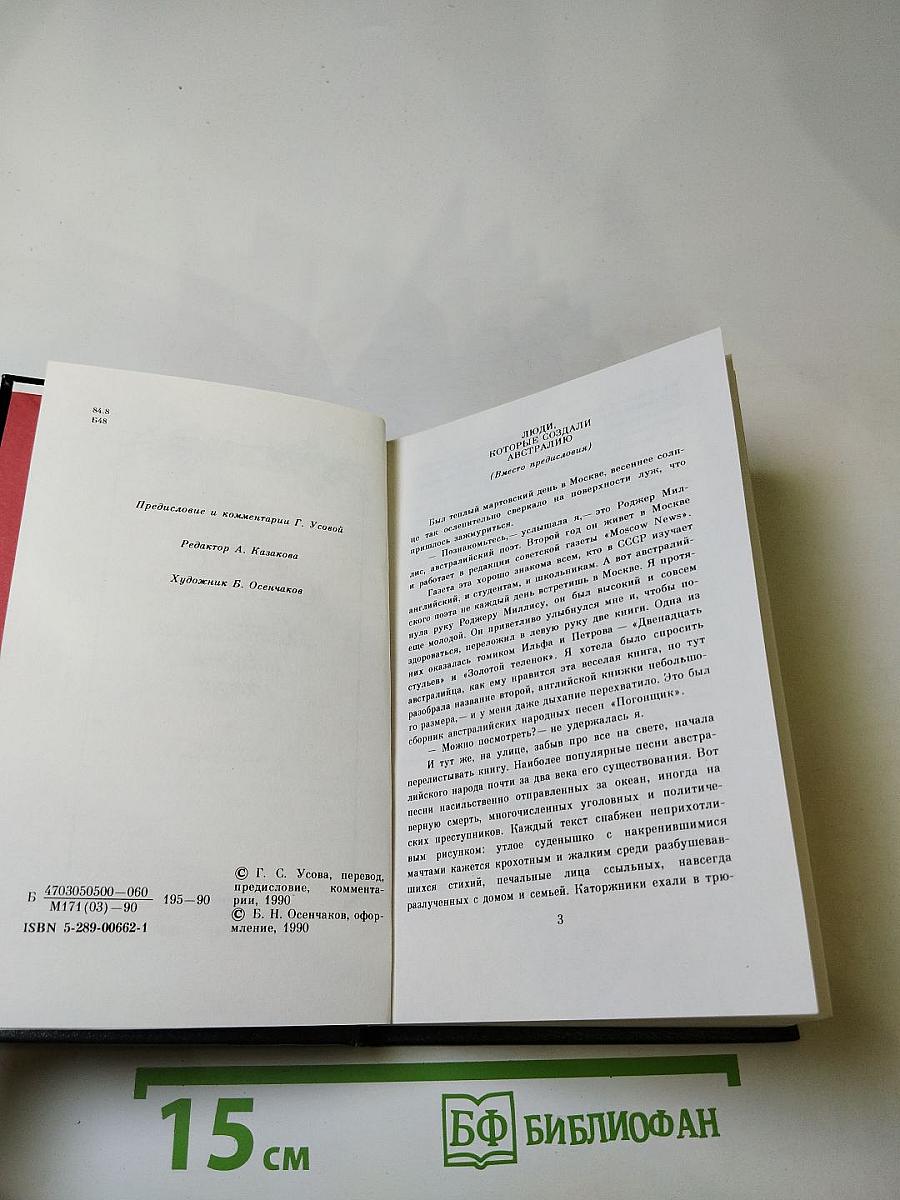 84.8
Б48
Предисловие и комментарии Г. Усовой
Редактор А. Казакова
Художник Б. Осенчаков
Б 4703050500—060 195—90
М171(03)—90
ISBN 5-289-00662-1
© Г. С. Усова, перевод,
предисловие, коммента-
рии, 1990
© Б. Н. Осенчаков, офор-
мление, 1990
ЛЮДИ,
КОТОРЫЕ СОЗДАЛИ
АВСТРАЛИЮ
(Вместо предисловия)
Был теплый мартовский день в Москве, весеннее солн-
це так ослепительно сверкало на поверхности луж, что
пришлось зажмуриться.
— Познакомьтесь,— услышала я,— это Роджер Мил-
лис, австралийский поэт. Второй год он живет в Москве
и работает в редакции советской газеты «Moscow News».
Газета эта хорошо знакома всем, кто в СССР изучает
английский, и студентам, и школьникам. А вот австралий-
ского поэта не каждый день встретишь в Москве. Я протя-
нула руку Роджеру Миллису, он был высокий и совсем
еще молодой. Он приветливо улыбнулся мне и, чтобы по-
здороваться, переложил в левую руку две книги. Одна из
них оказалась томиком Ильфа и Петрова — «Двенадцать
стульев» и «Золотой теленок». Я хотела было спросить
австралийца, как ему нравится эта веселая книга, но тут
разобрала название второй, английской книжки небольшо-
го размера,— и у меня даже дыхание перехватило. Это был
сборник австралийских народных песен «Погонщик».
— Можно посмотреть?— не удержалась я.
И тут же, на улице, забыв про все на свете, начала
перелистывать книгу. Наиболее популярные песни австра-
лийского народа почти за два века его существования. Вот
песни насильственно отправленных за океан, иногда на
верную смерть, многочисленных уголовных и политиче-
ских преступников. Каждый текст снабжен неприхотли-
вым рисунком: утлое суденышко с накренившимися
мачтами кажется крохотным и жалким среди разбушевав-
шихся стихий, печальные лица ссыльных, навсегда
разлученных с домом и семьей. Каторжники ехали в трю-
3
15 см
БФ БИБЛИОФАН